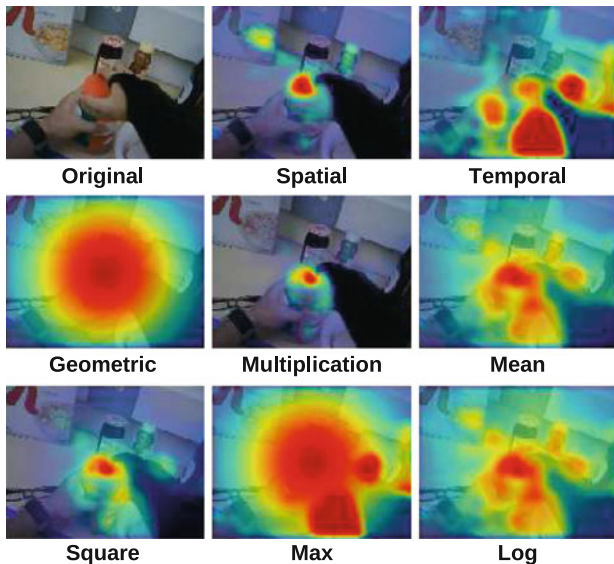 Original Spatial Temporal
Geometric Multiplication Mean
Square Max Log